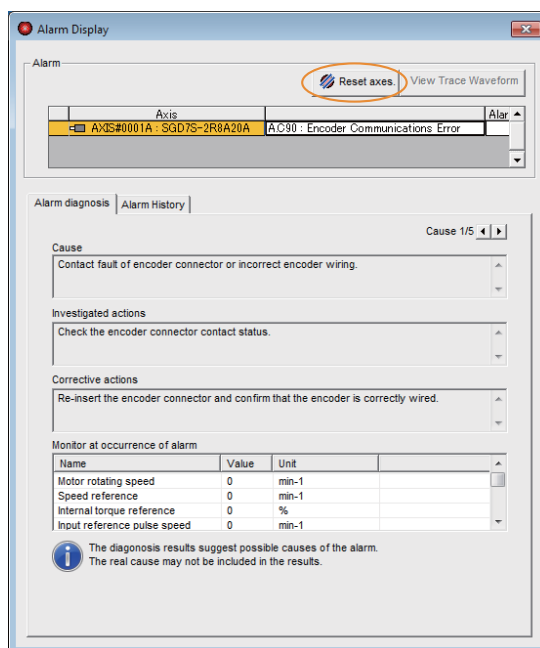 Alarm Display
Alarm
Reset axes.
View Trace Waveform
Axis
Alar
AXIS#0001A : SGD7S-2R8A20A
A.C90 : Encoder Communications Error
Alarm diagnosis
Alarm History
Cause 1/5
Cause
Contact fault of encoder connector or incorrect encoder wiring.
Investigated actions
Check the encoder connector contact status.
Corrective actions
Re-insert the encoder connector and confirm that the encoder is correctly wired.
Monitor at occurrence of alarm
Name Value Unit
Motor rotating speed 0 min-1
Speed reference 0 min-1
Internal torque reference 0 %
Input reference pulse speed 0 min-1
The diagonosis results suggest possible causes of the alarm.
The real cause may not be included in the results.